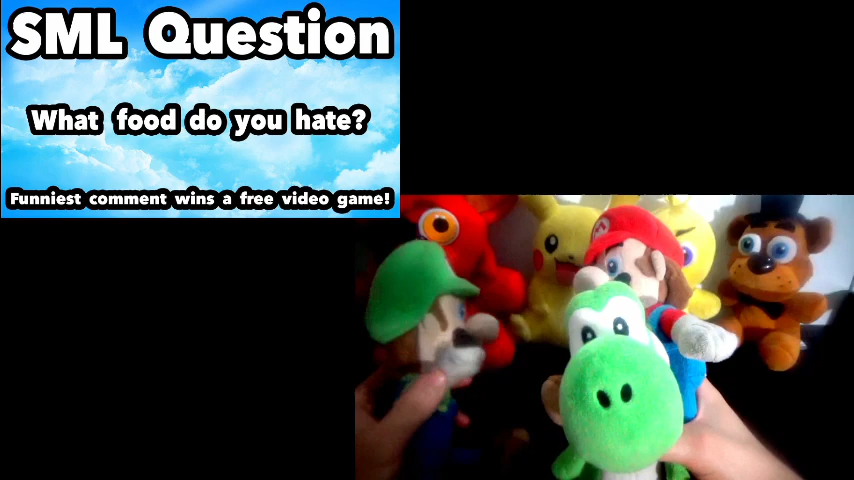 SML Question
What food do you hate?
Funniest comment wins a free video game!
M